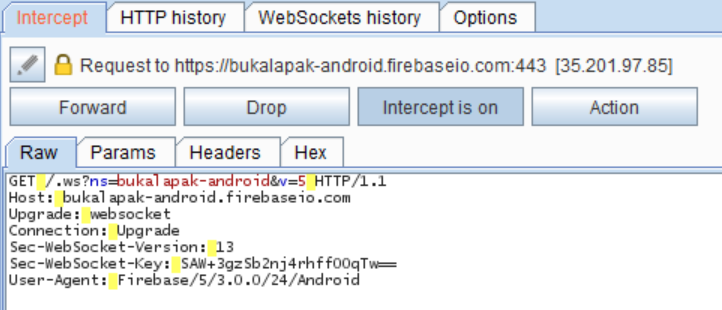 Intercept HTTP history WebSockets history Options
Request to https://bukalapak-android.firebaseio.com:443 [35.201.97.85]
Forward Drop Intercept is on Action
Raw Params Headers Hex
GET /.ws?ns=bukalapak-android&v=5 HTTP/1.1
Host: bukalapak-android.firebaseio.com
Upgrade: websocket
Connection: Upgrade
Sec-WebSocket-Version: 13
Sec-WebSocket-Key: SAW+3gzSb2nj4rhff00qTw==
User-Agent: Firebase/5/3.0.0/24/Android